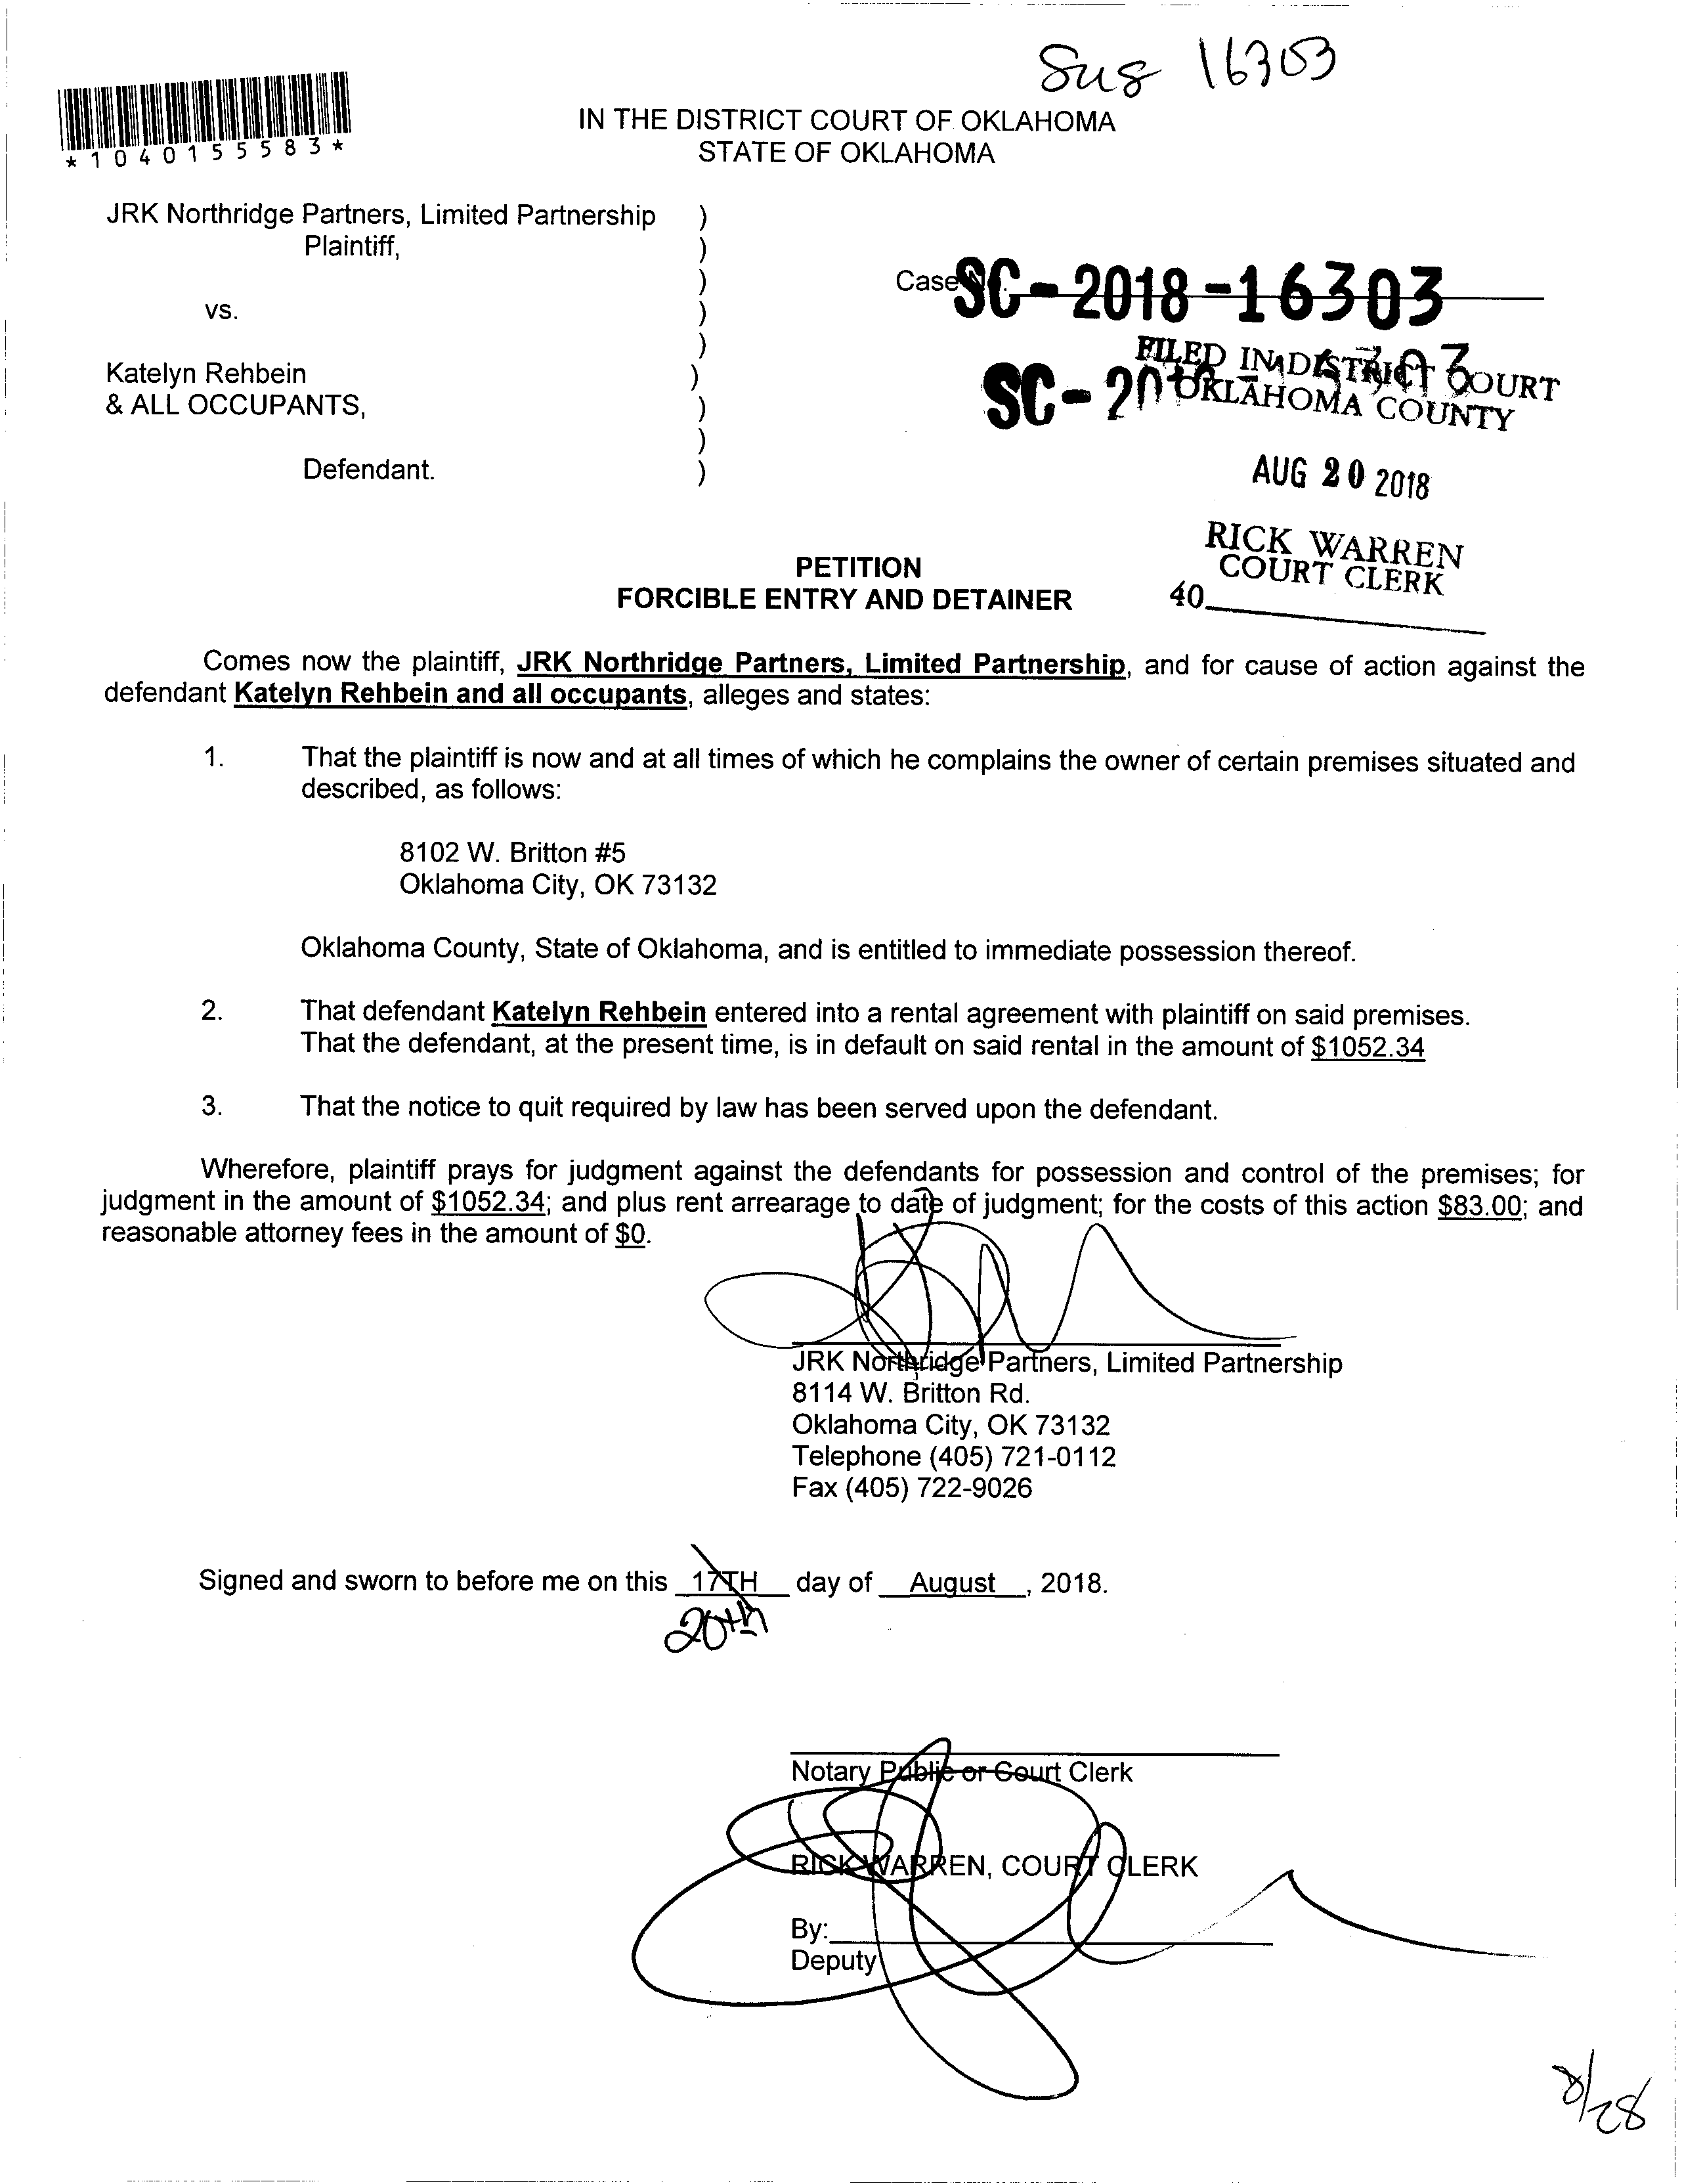 Sug 16303
*1040155583*
IN THE DISTRICT COURT OF OKLAHOMA
STATE OF OKLAHOMA
JRK Northridge Partners, Limited Partnership )
Plaintiff, )
)
vs. )
)
Katelyn Rehbein )
& ALL OCCUPANTS, )
)
Defendant. )
Case
SC-2018-16303
FILED IN DISTRICT COURT
OKLAHOMA COUNTY
SC-20
AUG 20 2018
RICK WARREN
COURT CLERK
40
PETITION
FORCIBLE ENTRY AND DETAINER
Comes now the plaintiff, JRK Northridge Partners, Limited Partnership, and for cause of action against the
defendant Katelyn Rehbein and all occupants, alleges and states:
1. That the plaintiff is now and at all times of which he complains the owner of certain premises situated and
described, as follows:
8102 W. Britton #5
Oklahoma City, OK 73132
Oklahoma County, State of Oklahoma, and is entitled to immediate possession thereof.
2. That defendant Katelyn Rehbein entered into a rental agreement with plaintiff on said premises.
That the defendant, at the present time, is in default on said rental in the amount of $1052.34
3. That the notice to quit required by law has been served upon the defendant.
Wherefore, plaintiff prays for judgment against the defendants for possession and control of the premises; for
judgment in the amount of $1052.34; and plus rent arrearage to date of judgment; for the costs of this action $83.00; and
reasonable attorney fees in the amount of $0.
JRK Northridge Partners, Limited Partnership
8114 W. Britton Rd.
Oklahoma City, OK 73132
Telephone (405) 721-0112
Fax (405) 722-9026
Signed and sworn to before me on this 17TH day of August, 2018.
20th
Notary Public or Court Clerk
RICK WARREN, COURT CLERK
By:
Deputy
8/28